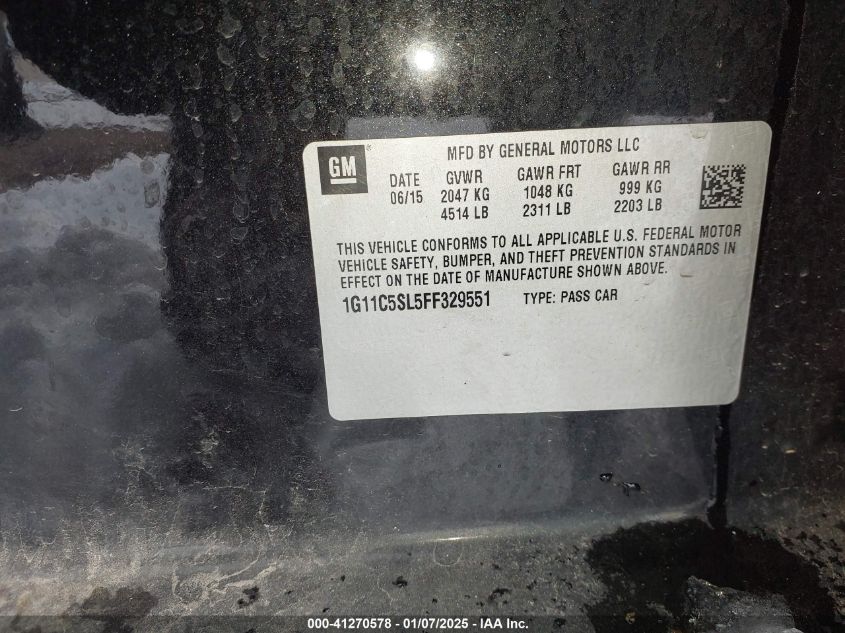 GM ® MFD BY GENERAL MOTORS LLC
DATE GVWR GAWR FRT GAWR RR
06/15 2047 KG 1048 KG 999 KG
4514 LB 2311 LB 2203 LB
THIS VEHICLE CONFORMS TO ALL APPLICABLE U.S. FEDERAL MOTOR
VEHICLE SAFETY, BUMPER, AND THEFT PREVENTION STANDARDS IN
EFFECT ON THE DATE OF MANUFACTURE SHOWN ABOVE.
1G11C5SL5FF329551 TYPE: PASS CAR
000-41270578 - 01/07/2025 - IAA Inc.